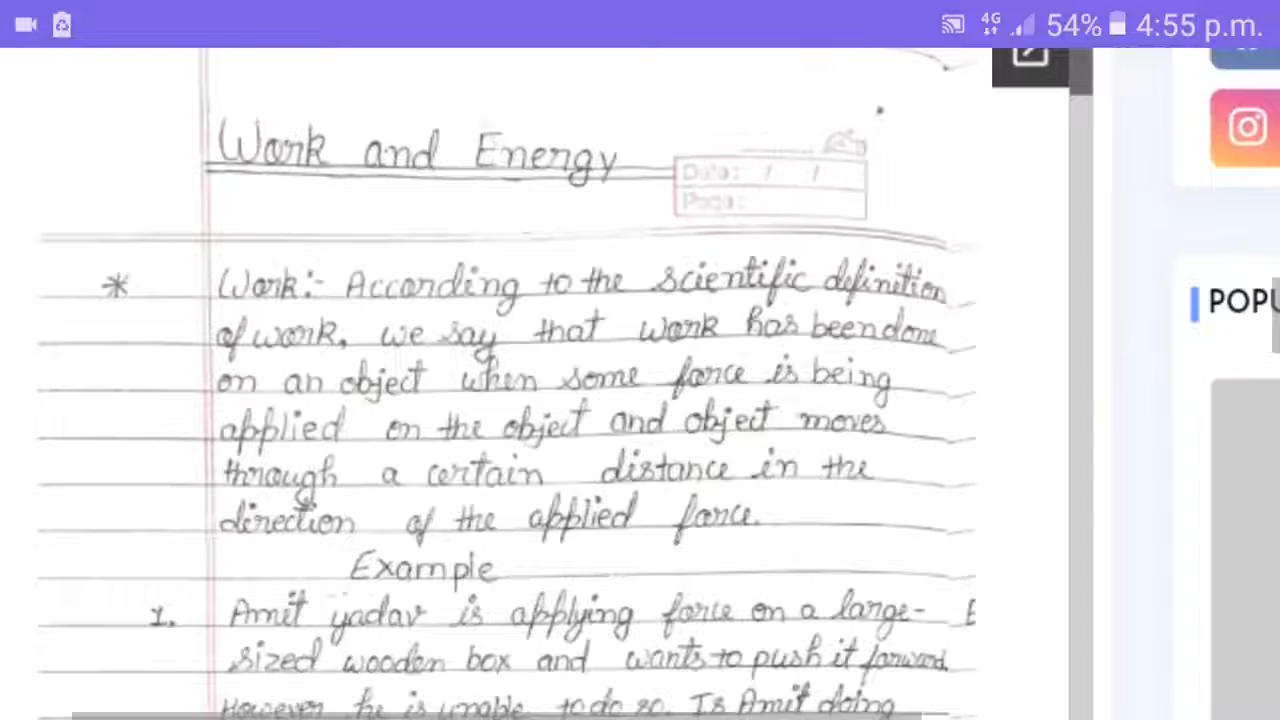 4G 54% 4:55 p.m.
Work and Energy
Date: / /
Page:
POPU
* Work:- According to the scientific definition
of work, we say that work has been done
on an object when some force is being
applied on the object and object moves
through a certain distance in the
direction of the applied force.
Example
1. Amit yadav is applying force on a large-
sized wooden box and wants to push it forward.
However he is unable to do so. Is Amit doing